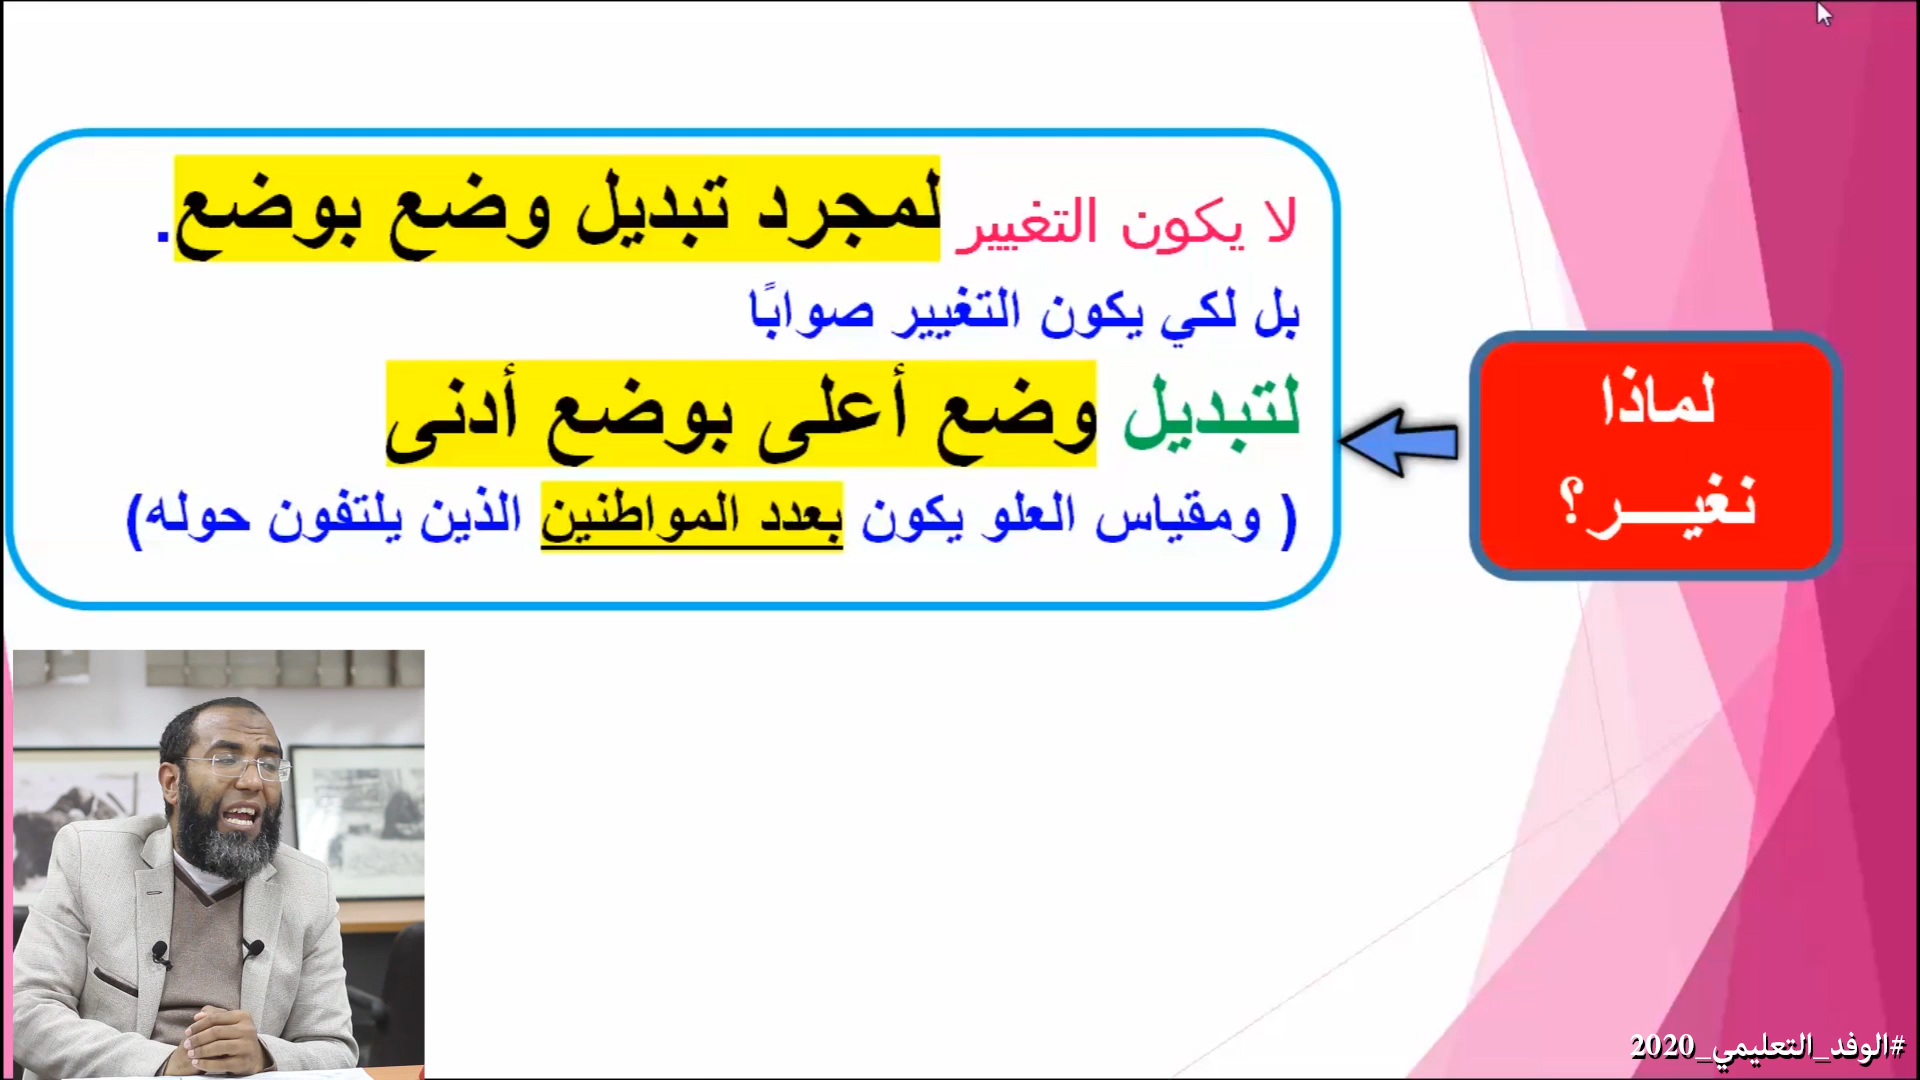 لماذا
نغيـــر؟
لا يكون التغيير لمجرد تبديل وضع بوضع.
بل لكي يكون التغيير صوابًا
لتبديل وضع أعلى بوضع أدنى
( ومقياس العلو يكون بعدد المواطنين الذين يلتفون حوله)
#الوفد_التعليمي_2020